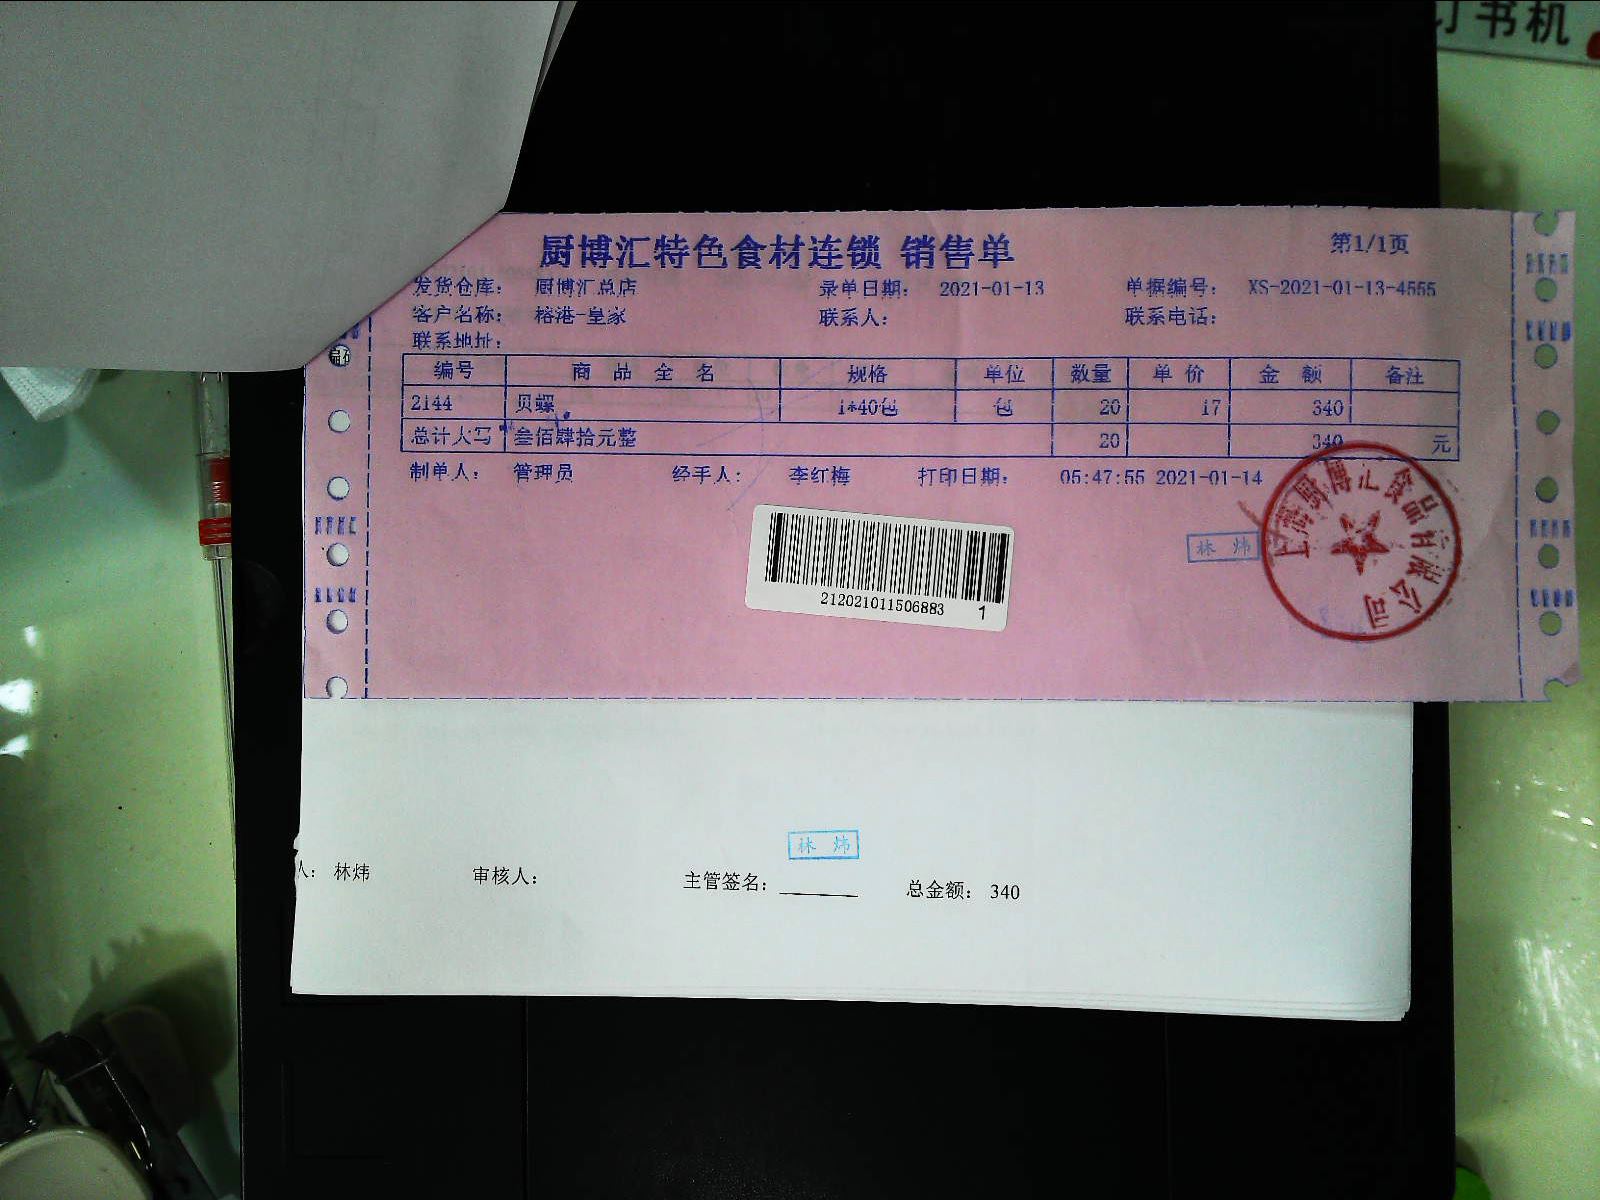 订书机
厨博汇特色食材连锁 销售单 第1/1页
发货仓库： 厨博汇总店 录单日期： 2021-01-13 单据编号： XS-2021-01-13-4555
客户名称： 榕港-皇家 联系人： 联系电话：
联系地址：
编号 商 品 全 名 规格 单位 数量 单 价 金 额 备注
2144 贝螺 1*40包 包 20 17 340
总计大写 叁佰肆拾元整 20 340 元
制单人： 管理员 经手人： 李红梅 打印日期： 05:47:55 2021-01-14
林 炜
上海厨博汇食品有限公司
212021011506883 1
林 炜
人： 林炜 审核人： 主管签名： 总金额： 340